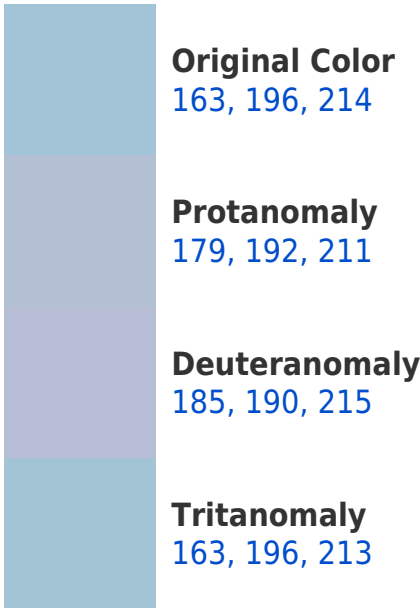 Original Color
163, 196, 214
Protanomaly
179, 192, 211
Deuteranomaly
185, 190, 215
Tritanomaly
163, 196, 213